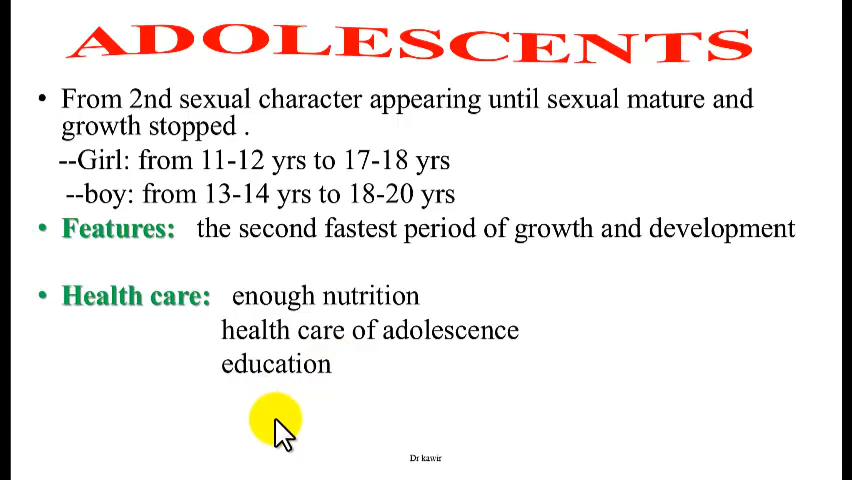 ADOLESCENTS
• From 2nd sexual character appearing until sexual mature and
growth stopped .
--Girl: from 11-12 yrs to 17-18 yrs
--boy: from 13-14 yrs to 18-20 yrs
• Features: the second fastest period of growth and development
• Health care: enough nutrition
health care of adolescence
education
Dr kawir